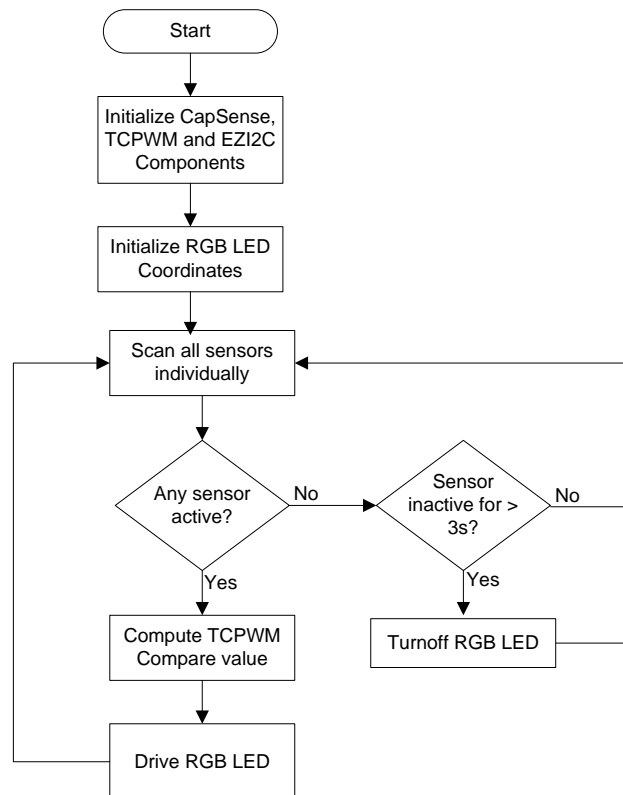 Start
Initialize CapSense,
TCPWM and EZI2C
Components
Initialize RGB LED
Coordinates
Scan all sensors
individually
Any sensor
active?
No
Sensor
inactive for >
3s?
No
Yes
Yes
Compute TCPWM
Compare value
Turnoff RGB LED
Drive RGB LED